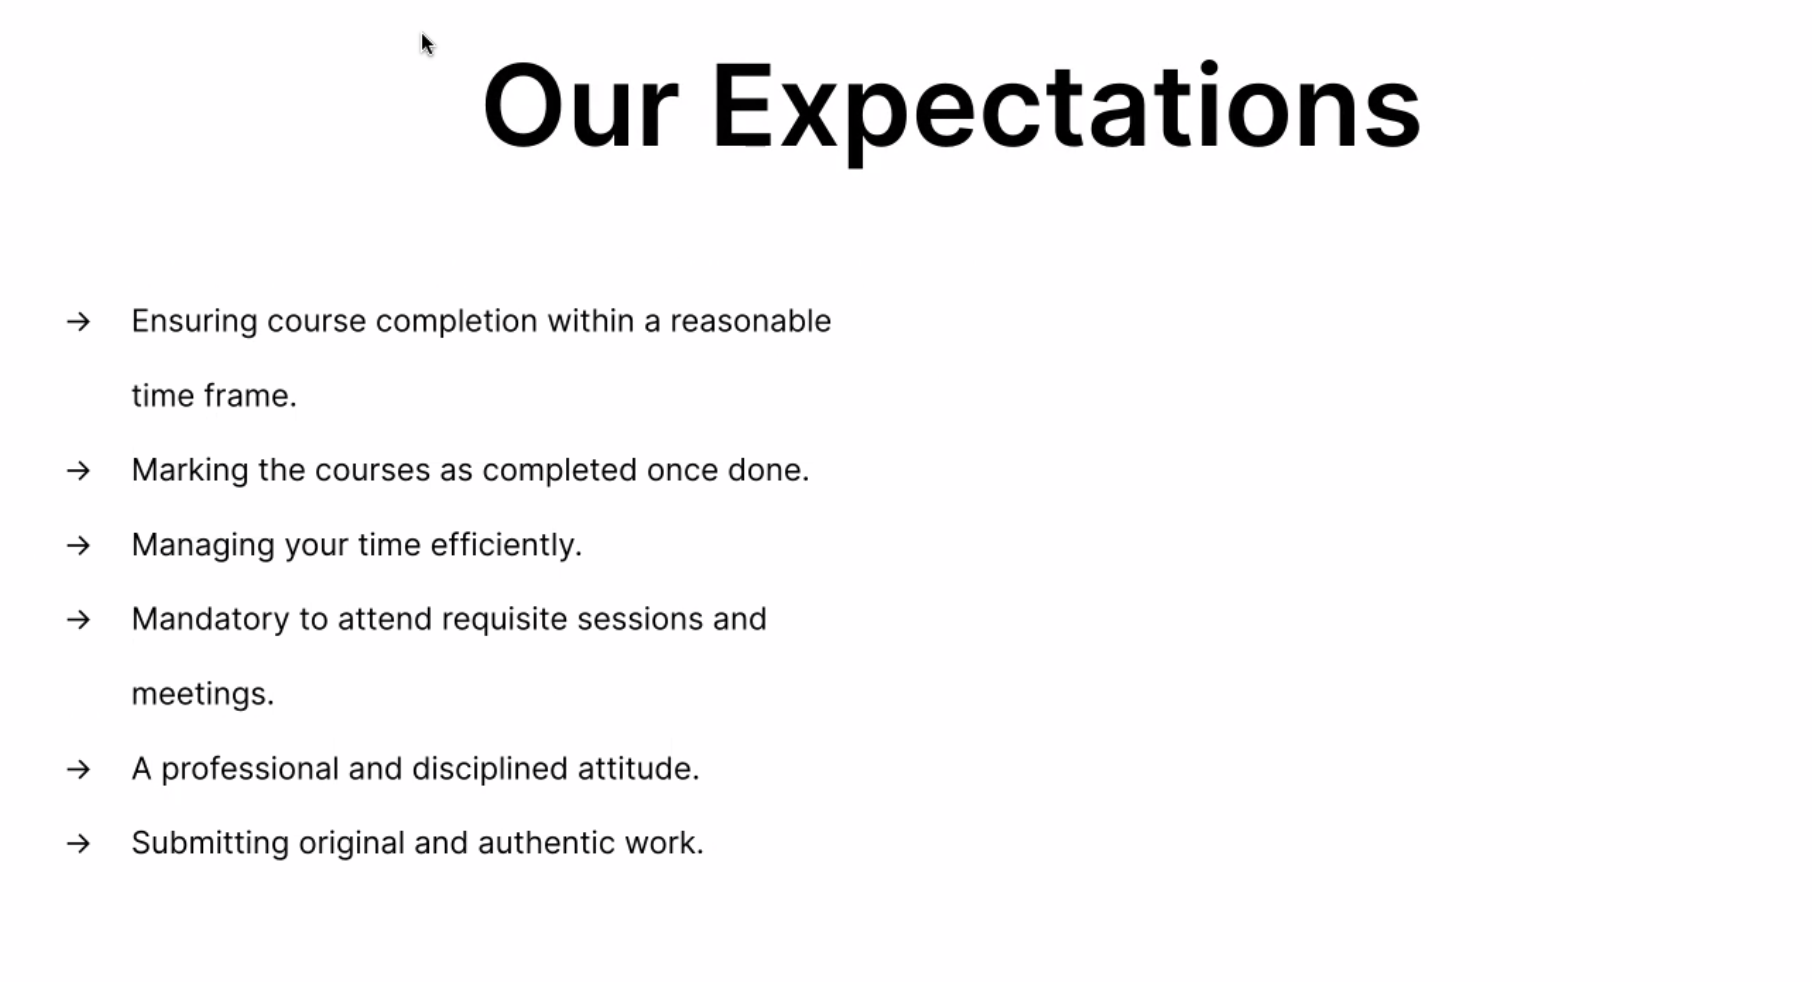 Our Expectations
→ Ensuring course completion within a reasonable
time frame.
→ Marking the courses as completed once done.
→ Managing your time efficiently.
→ Mandatory to attend requisite sessions and
meetings.
→ A professional and disciplined attitude.
→ Submitting original and authentic work.